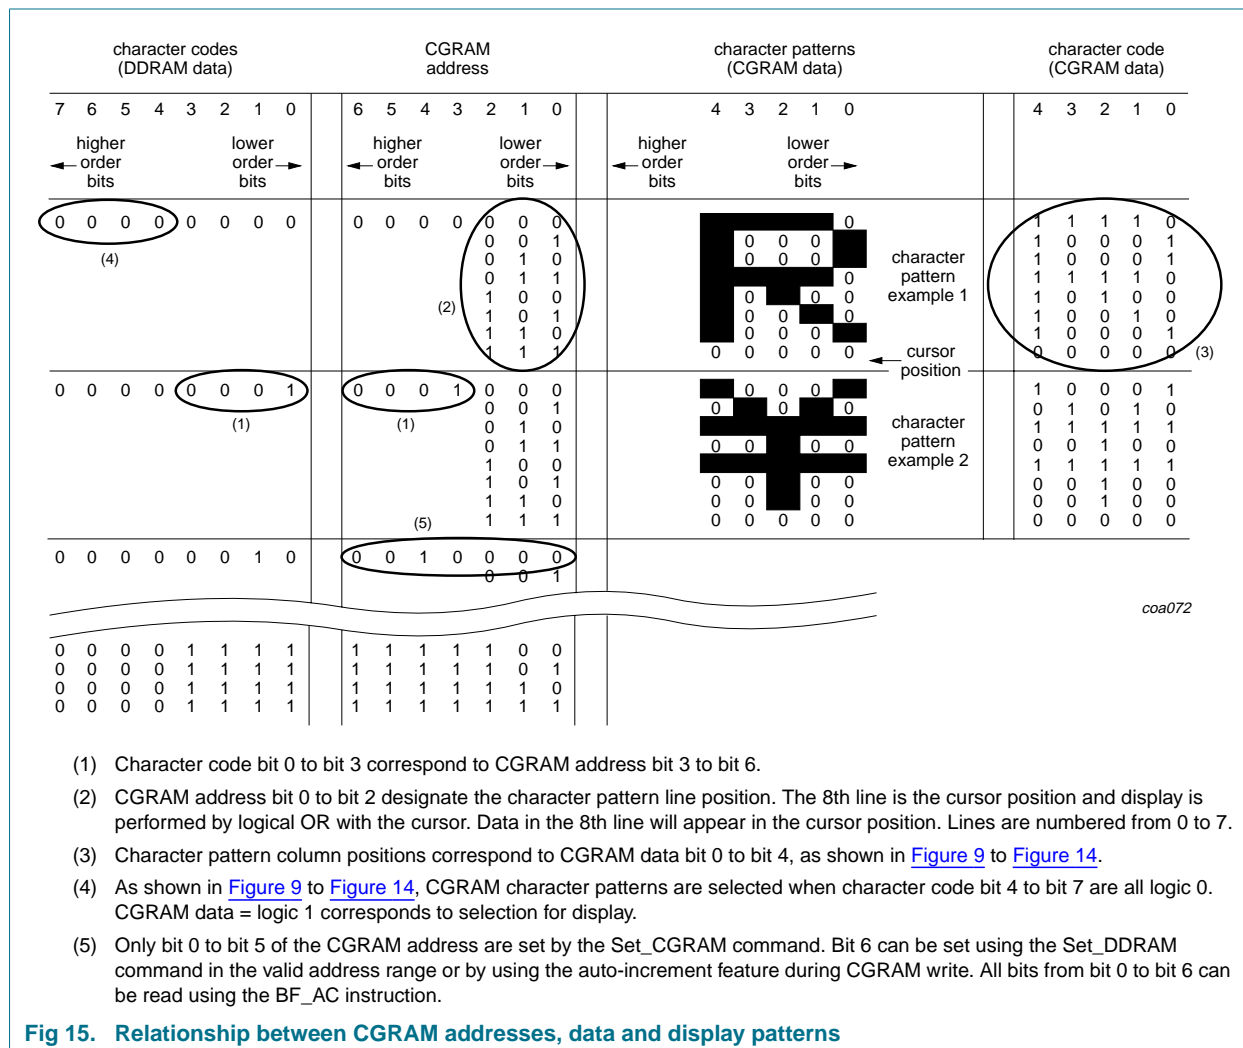 character codes CGRAM character patterns character code
(DDRAM data) address (CGRAM data) (CGRAM data)
7 6 5 4 3 2 1 0 6 5 4 3 2 1 0 4 3 2 1 0 4 3 2 1 0
higher lower higher lower higher lower
order order order order order order
bits bits bits bits bits bits
0 0 0 0 0 0 0 0 0 0 0 0 0 0 0 0 1 1 1 1 0
0 0 1 0 0 0 1 0 0 0 1
(4) 0 1 0 0 0 0 character 1 0 0 0 1
0 1 1 0 pattern 1 1 1 1 0
(2) 1 0 0 0 0 0 example 1 1 0 1 0 0
1 0 1 0 0 0 1 0 0 1 0
1 1 0 0 0 0 1 0 0 0 1
1 1 1 0 0 0 0 0 cursor 0 0 0 0 0 (3)
position
0 0 0 0 0 0 0 1 0 0 0 1 0 0 0 0 0 0 1 0 0 0 1
0 0 1 0 0 0 0 1 0 1 0
(1) (1) 0 1 0 character 1 1 1 1 1
0 1 1 0 0 0 0 pattern 0 0 1 0 0
1 0 0 example 2 1 1 1 1 1
1 0 1 0 0 0 0 0 0 1 0 0
1 1 0 0 0 0 0 0 0 1 0 0
(5) 1 1 1 0 0 0 0 0 0 0 0 0 0
0 0 0 0 0 0 1 0 0 0 1 0 0 0 0
0 0 1
coa072
0 0 0 0 1 1 1 1 1 1 1 1 1 0 0
0 0 0 0 1 1 1 1 1 1 1 1 1 0 1
0 0 0 0 1 1 1 1 1 1 1 1 1 1 0
0 0 0 0 1 1 1 1 1 1 1 1 1 1 1
(1) Character code bit 0 to bit 3 correspond to CGRAM address bit 3 to bit 6.
(2) CGRAM address bit 0 to bit 2 designate the character pattern line position. The 8th line is the cursor position and display is
performed by logical OR with the cursor. Data in the 8th line will appear in the cursor position. Lines are numbered from 0 to 7.
(3) Character pattern column positions correspond to CGRAM data bit 0 to bit 4, as shown in Figure 9 to Figure 14.
(4) As shown in Figure 9 to Figure 14, CGRAM character patterns are selected when character code bit 4 to bit 7 are all logic 0.
CGRAM data = logic 1 corresponds to selection for display.
(5) Only bit 0 to bit 5 of the CGRAM address are set by the Set_CGRAM command. Bit 6 can be set using the Set_DDRAM
command in the valid address range or by using the auto-increment feature during CGRAM write. All bits from bit 0 to bit 6 can
be read using the BF_AC instruction.
Fig 15. Relationship between CGRAM addresses, data and display patterns